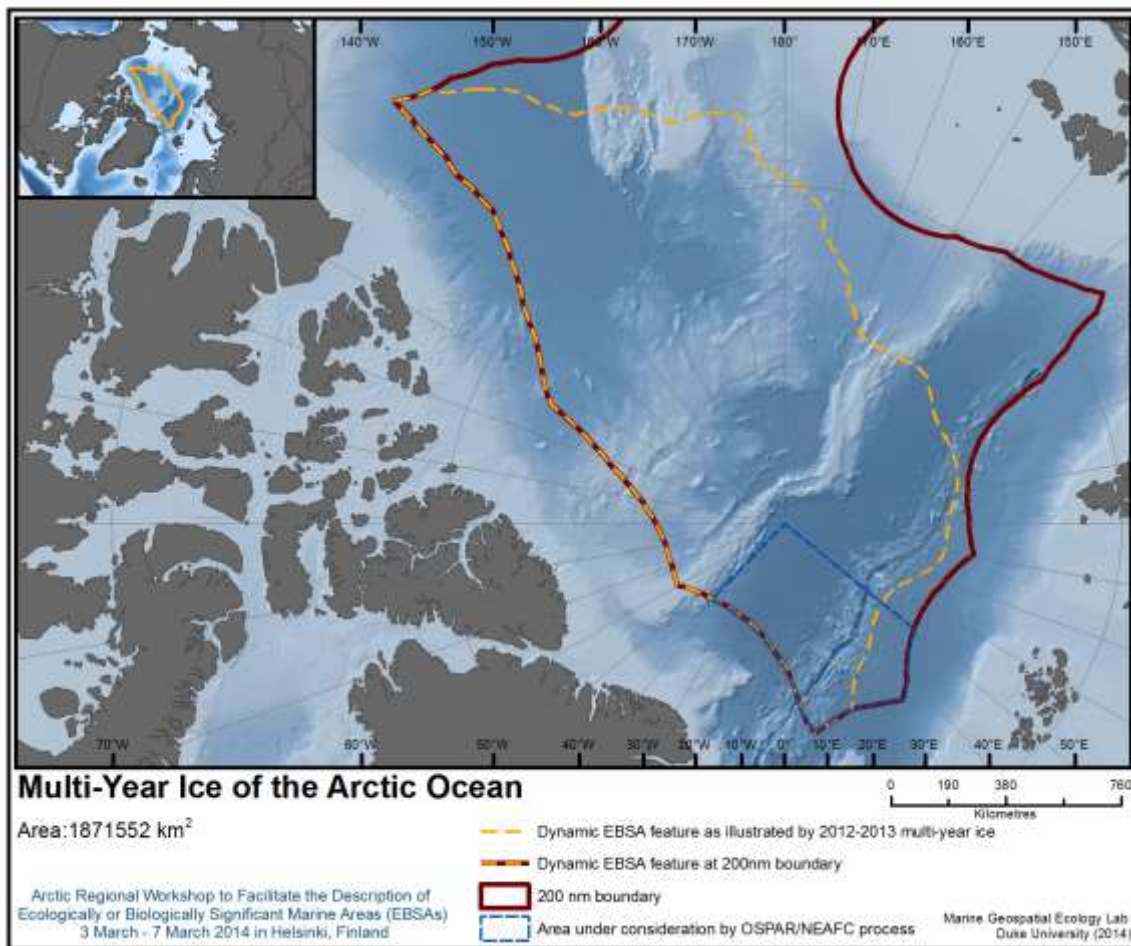 140°W 150°W 160°W 170°W 180° 170°E 160°E 150°E
70°W 60°W 50°W 40°W 30°W 20°W 10°W 0° 10°E 20°E 30°E 40°E 50°E
Multi-Year Ice of the Arctic Ocean
Area:1871552 km²
0 190 380 760
Kilometres
Dynamic EBSA feature as illustrated by 2012-2013 multi-year ice
Dynamic EBSA feature at 200nm boundary
200 nm boundary
Area under consideration by OSPAR/NEAFC process
Arctic Regional Workshop to Facilitate the Description of
Ecologically or Biologically Significant Marine Areas (EBSAs)
3 March - 7 March 2014 in Helsinki, Finland
Marine Geospatial Ecology Lab
Duke University (2014)